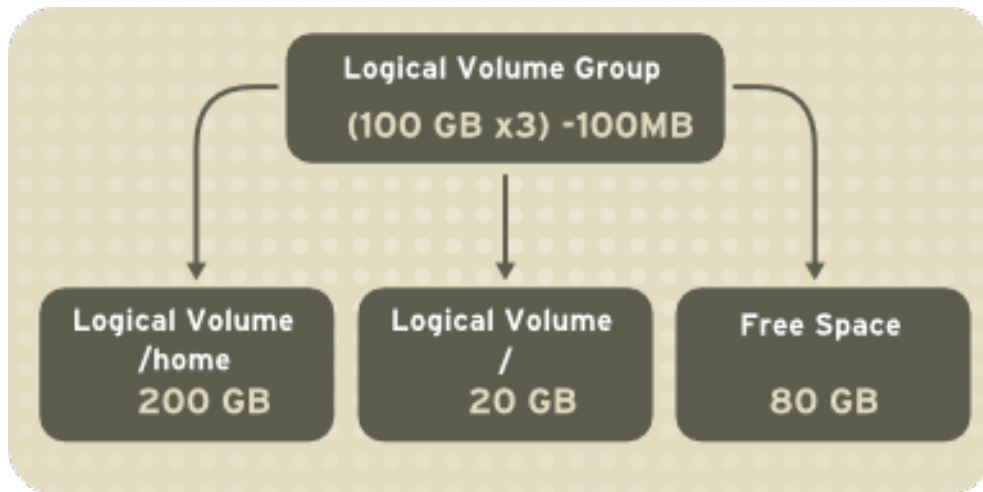 Logical Volume Group
(100 GB x3) -100MB
Logical Volume
/home
200 GB
Logical Volume
/
20 GB
Free Space
80 GB